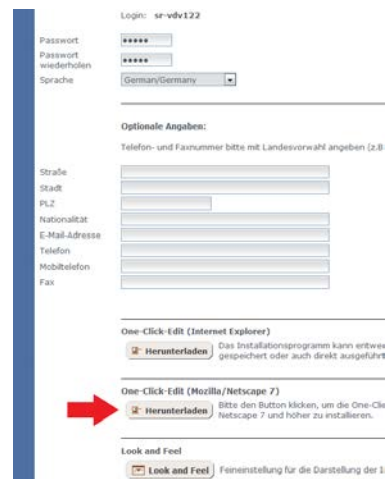 Login: sr-vdv122
Passwort
Passwort
wiederholen
Sprache German/Germany
Optionale Angaben:
Telefon- und Faxnummer bitte mit Landesvorwahl angeben (z.B
Straße
Stadt
PLZ
Nationalität
E-Mail-Adresse
Telefon
Mobiltelefon
Fax
One-Click-Edit (Internet Explorer)
Herunterladen Das Installationsprogramm kann
gespeichert oder auch direkt ausgeführt
One-Click-Edit (Mozilla/Netscape 7)
Herunterladen Bitte den Button klicken, um die One-Clie
Netscape 7 und höher zu installieren.
Look and Feel
Look and Feel Feineinstellung für die Darstellung der